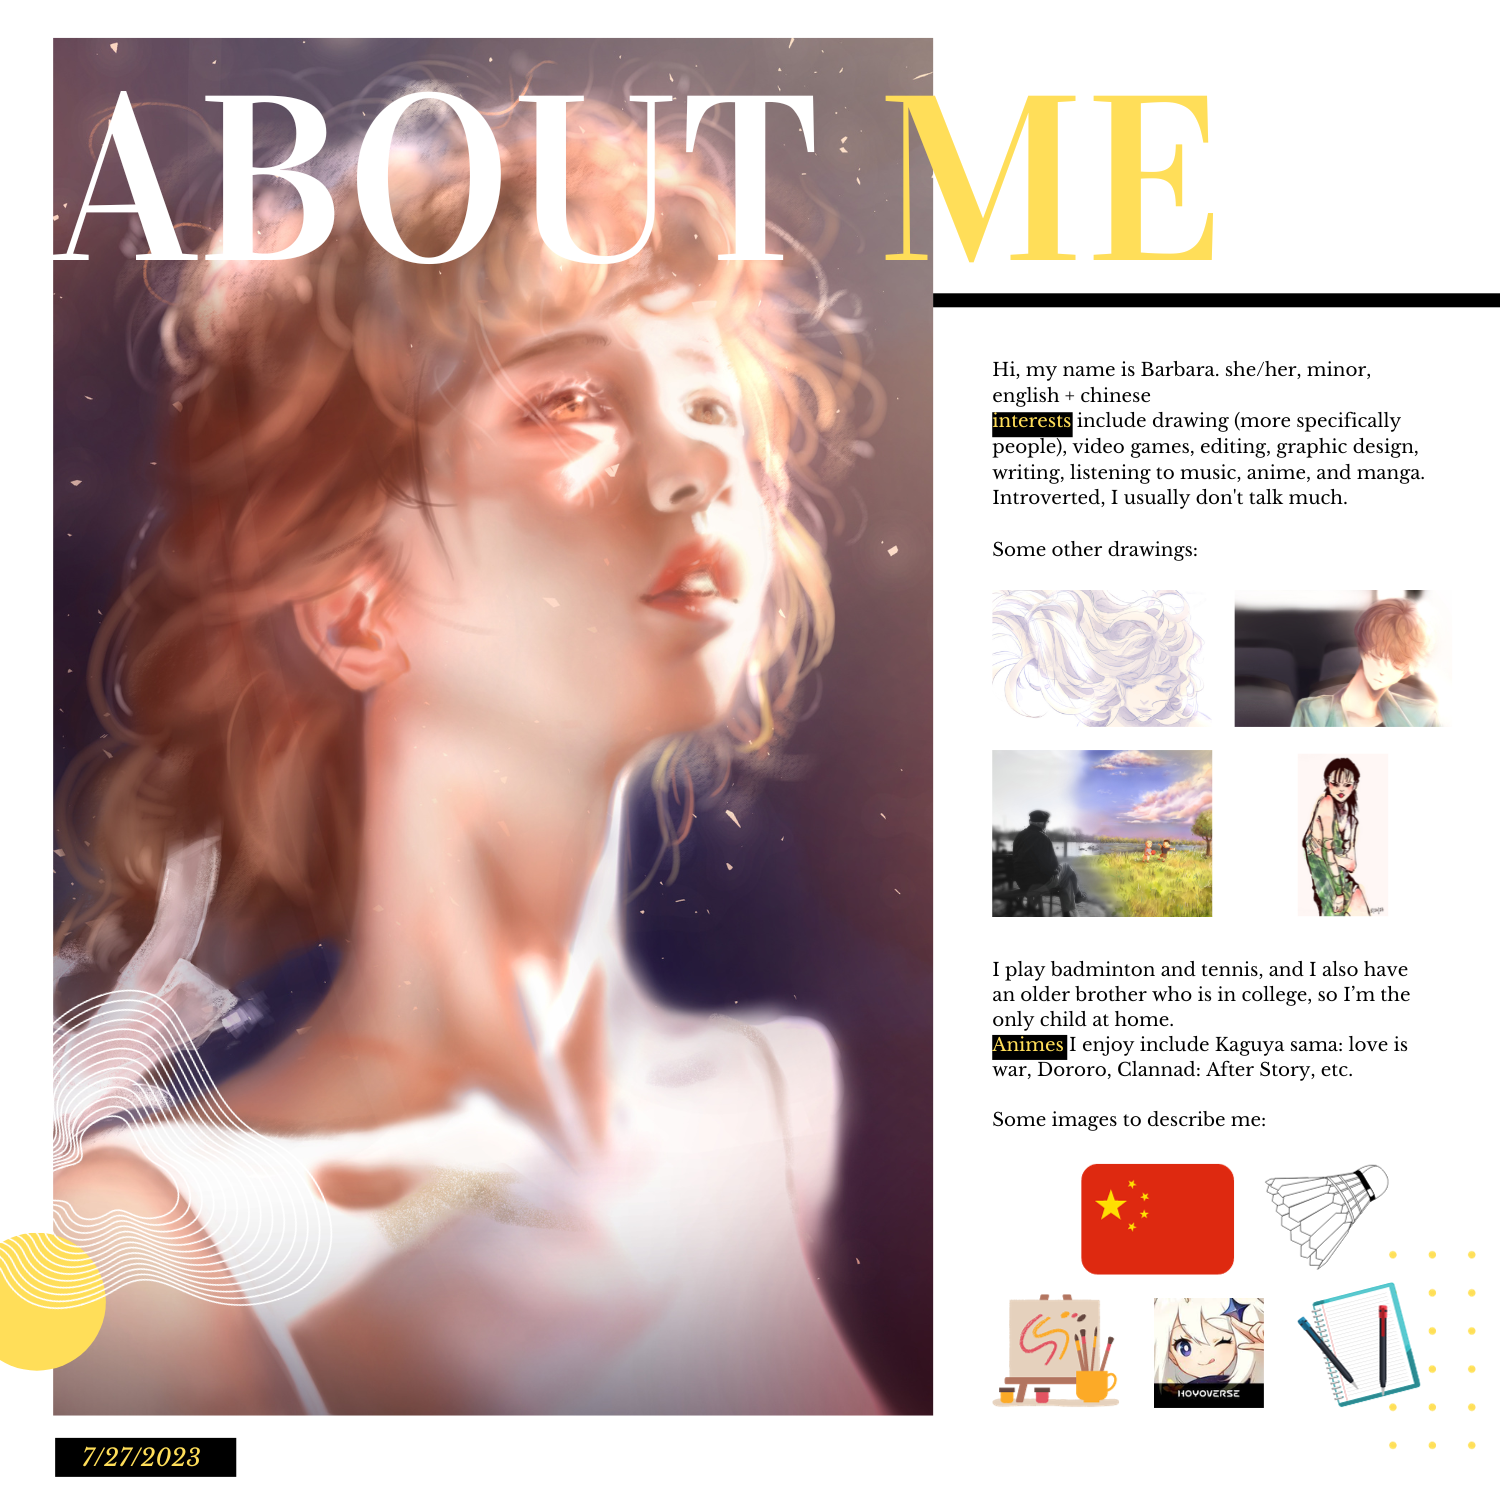 ABOUT ME
Hi, my name is Barbara. she/her, minor,
english + chinese
interests include drawing (more specifically
people), video games, editing, graphic design,
writing, listening to music, anime, and manga.
Introverted, I usually don't talk much.
Some other drawings:
I play badminton and tennis, and I also have
an older brother who is in college, so I’m the
only child at home.
Animes I enjoy include Kaguya sama: love is
war, Dororo, Clannad: After Story, etc.
Some images to describe me:
HOYOVERSE
7/27/2023